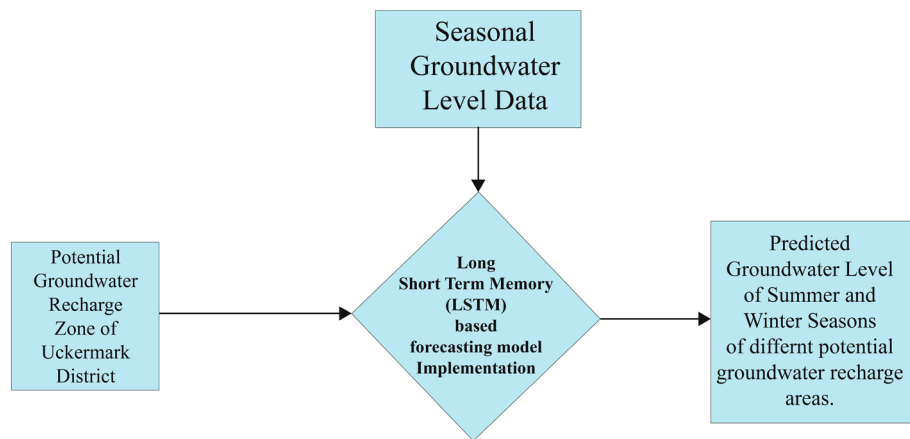 Seasonal
Groundwater
Level Data
Potential
Groundwater
Recharge
Zone of
Uckermark
District
Long
Short Term Memory
(LSTM)
based
forecasting model
Implementation
Predicted
Groundwater Level
of Summer and
Winter Seasons
of differnt potential
groundwater recharge
areas.